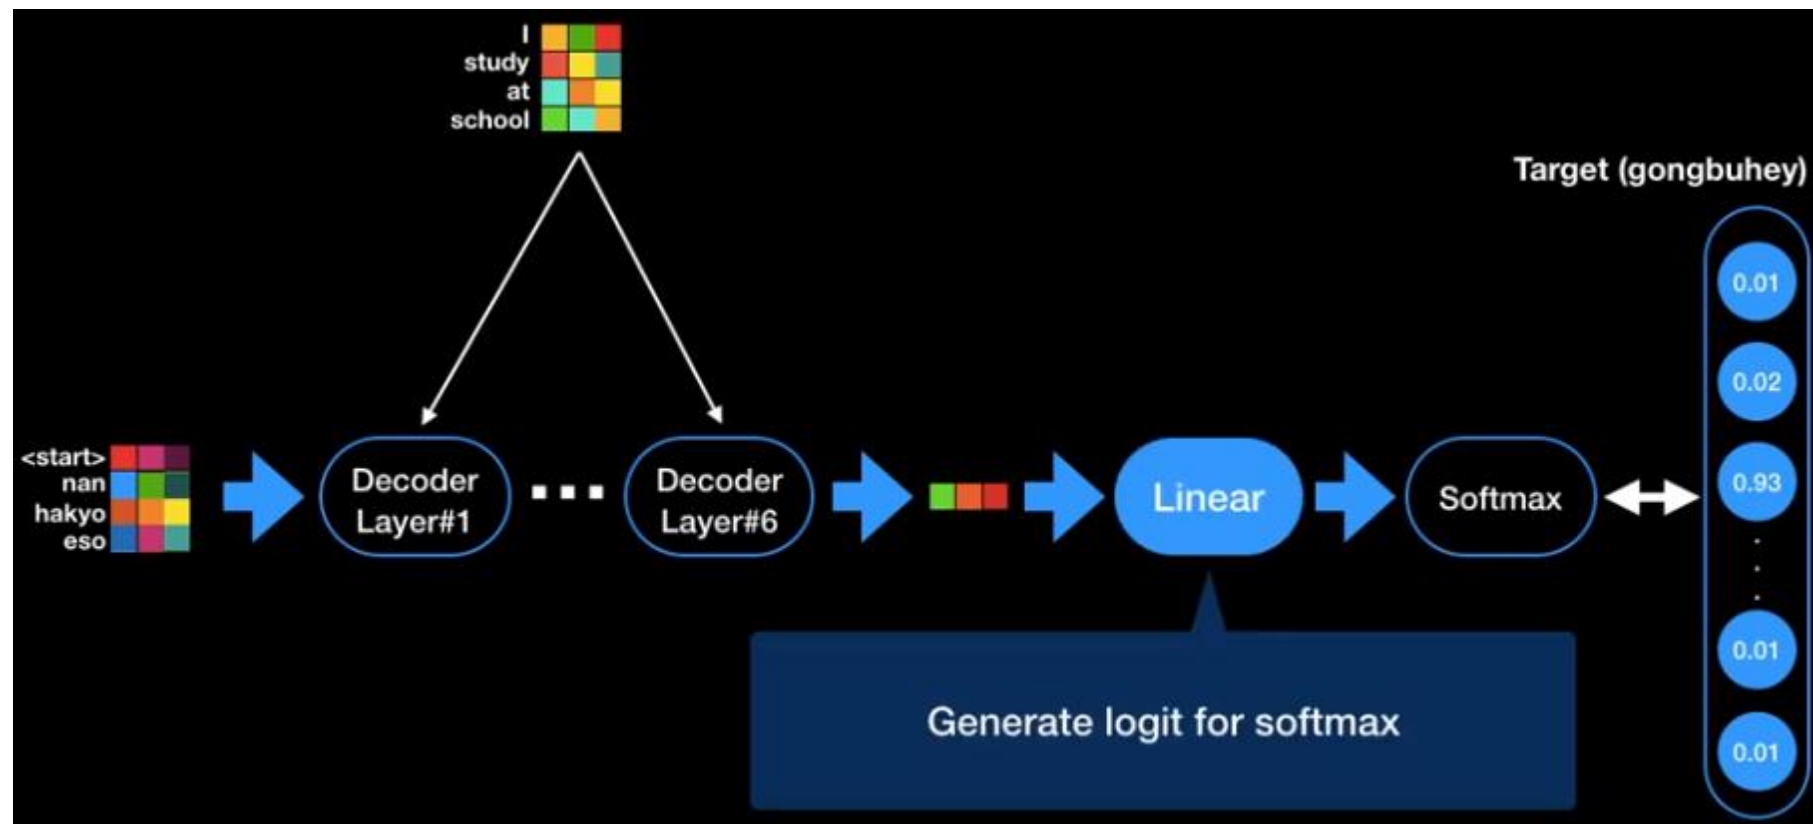 I
study
at
school
Target (gongbuhey)
0.01
0.02
<start>
nan
hakyo
eso
Decoder
Layer#1
Decoder
Layer#6
Linear
Softmax
0.93
0.01
Generate logit for softmax
0.01